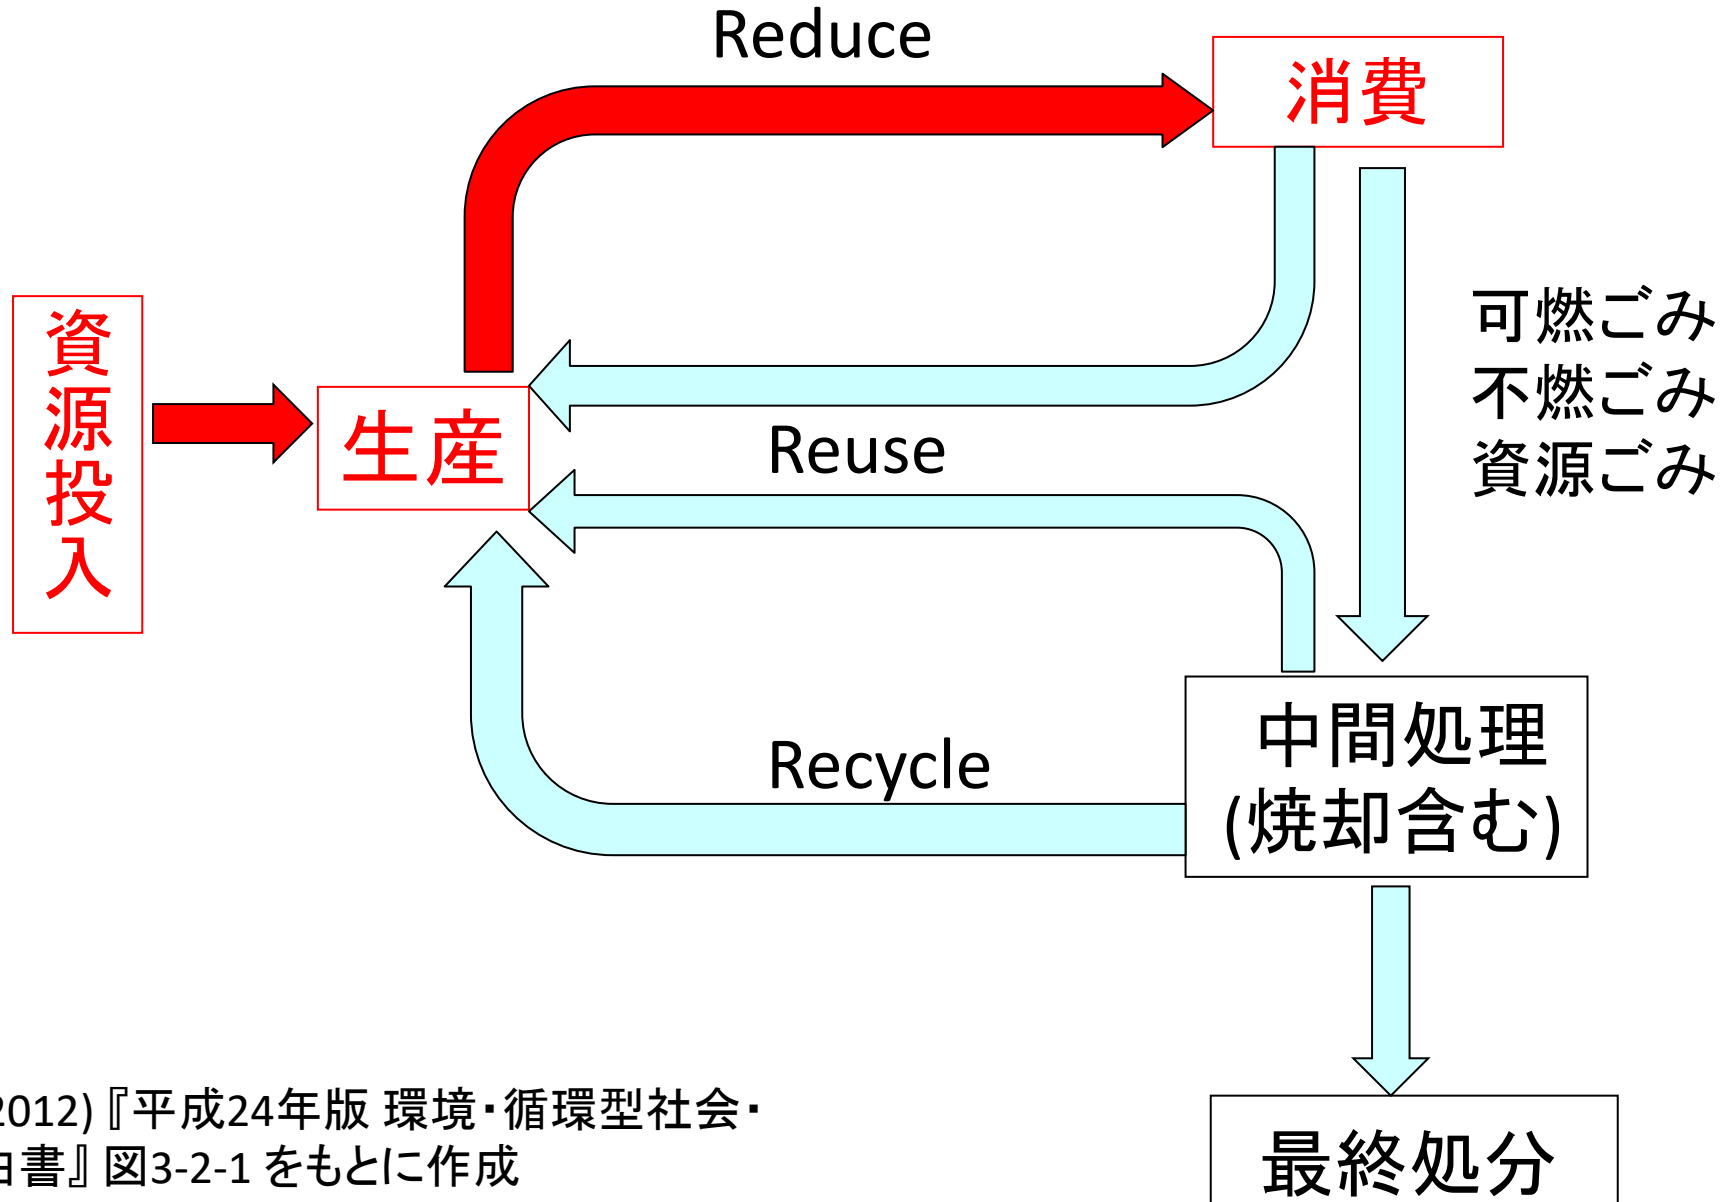 Reduce
消費
資源投入
可燃ごみ
不燃ごみ
資源ごみ
生産
Reuse
Recycle
中間処理
(焼却含む)
2012)『平成24年版 環境・循環型社会・
白書』図3-2-1 をもとに作成
最終処分